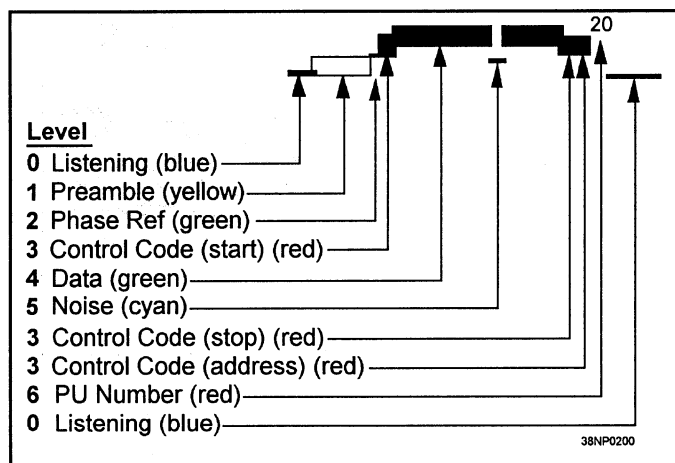 20
Level
0 Listening (blue)
1 Preamble (yellow)
2 Phase Ref (green)
3 Control Code (start) (red)
4 Data (green)
5 Noise (cyan)
3 Control Code (stop) (red)
3 Control Code (address) (red)
6 PU Number (red)
0 Listening (blue)
38NP0200